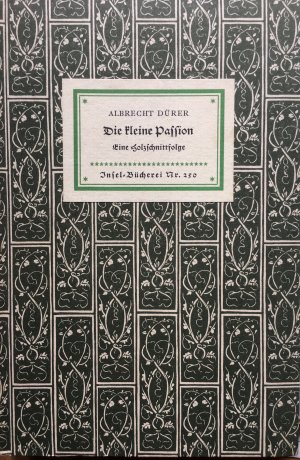 ALBRECHT DÜRER
Die kleine Passion
Eine Holzschnittfolge
Insel-Bücherei Nr. 250